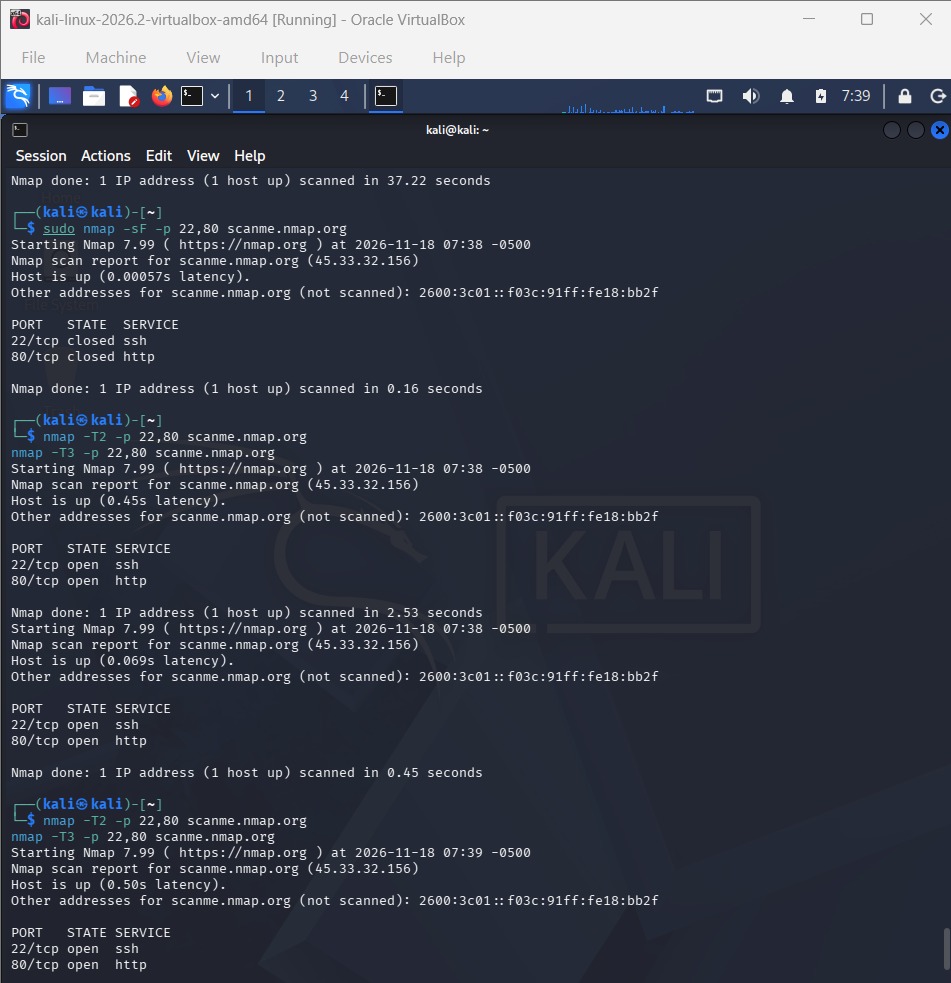 kali-linux-2026.2-virtualbox-amd64 [Running] - Oracle VirtualBox
File Machine View Input Devices Help
1 2 3 4 7:39
kali@kali: ~
Session Actions Edit View Help
Nmap done: 1 IP address (1 host up) scanned in 37.22 seconds
┌──(kali㉿kali)-[~]
└─$ sudo nmap -sF -p 22,80 scanme.nmap.org
Starting Nmap 7.99 ( https://nmap.org ) at 2026-11-18 07:38 -0500
Nmap scan report for scanme.nmap.org (45.33.32.156)
Host is up (0.00057s latency).
Other addresses for scanme.nmap.org (not scanned): 2600:3c01::f03c:91ff:fe18:bb2f
PORT   STATE  SERVICE
22/tcp closed ssh
80/tcp closed http
Nmap done: 1 IP address (1 host up) scanned in 0.16 seconds
┌──(kali㉿kali)-[~]
└─$ nmap -T2 -p 22,80 scanme.nmap.org
nmap -T3 -p 22,80 scanme.nmap.org
Starting Nmap 7.99 ( https://nmap.org ) at 2026-11-18 07:38 -0500
Nmap scan report for scanme.nmap.org (45.33.32.156)
Host is up (0.45s latency).
Other addresses for scanme.nmap.org (not scanned): 2600:3c01::f03c:91ff:fe18:bb2f
PORT   STATE SERVICE
22/tcp open  ssh
80/tcp open  http
Nmap done: 1 IP address (1 host up) scanned in 2.53 seconds
Starting Nmap 7.99 ( https://nmap.org ) at 2026-11-18 07:38 -0500
Nmap scan report for scanme.nmap.org (45.33.32.156)
Host is up (0.069s latency).
Other addresses for scanme.nmap.org (not scanned): 2600:3c01::f03c:91ff:fe18:bb2f
PORT   STATE SERVICE
22/tcp open  ssh
80/tcp open  http
Nmap done: 1 IP address (1 host up) scanned in 0.45 seconds
┌──(kali㉿kali)-[~]
└─$ nmap -T2 -p 22,80 scanme.nmap.org
nmap -T3 -p 22,80 scanme.nmap.org
Starting Nmap 7.99 ( https://nmap.org ) at 2026-11-18 07:39 -0500
Nmap scan report for scanme.nmap.org (45.33.32.156)
Host is up (0.50s latency).
Other addresses for scanme.nmap.org (not scanned): 2600:3c01::f03c:91ff:fe18:bb2f
PORT   STATE SERVICE
22/tcp open  ssh
80/tcp open  http
KALI